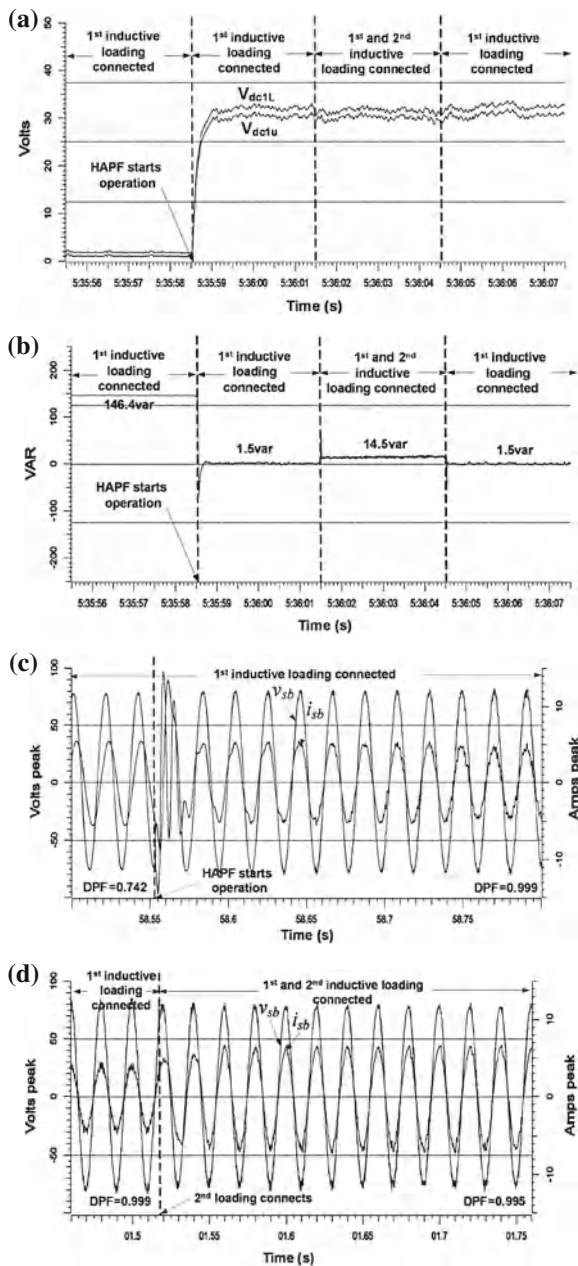 (a)
1st inductive loading connected
1st inductive loading connected
1st and 2nd inductive loading connected
1st inductive loading connected
50
40
30
20
10
0
Volts
Vdc1L
Vdc1u
HAPF starts operation
5:35:56 5:35:57 5:35:58 5:35:59 5:36:00 5:36:01 5:36:02 5:36:04 5:36:05 5:36:06 5:36:07
Time (s)
(b)
1st inductive loading connected
1st inductive loading connected
1st and 2nd inductive loading connected
1st inductive loading connected
200
100
0
-100
-200
VAR
146.4var
1.5var
14.5var
1.5var
HAPF starts operation
5:35:56 5:35:57 5:35:58 5:35:59 5:36:00 5:36:01 5:36:02 5:36:04 5:36:05 5:36:06 5:36:07
Time (s)
(c)
1st inductive loading connected
100
50
0
-50
Volts peak
vsb
isb
10
0
-10
Amps peak
DPF=0.742
HAPF starts operation
DPF=0.999
58.55 58.6 58.65 58.7 58.75
Time (s)
(d)
1st inductive loading connected
1st and 2nd inductive loading connected
100
50
0
-50
Volts peak
vsb
isb
10
5
0
-5
-10
Amps peak
DPF=0.999
2nd loading connects
DPF=0.995
01.5 01.55 01.6 01.65 01.7 01.75
Time (s)